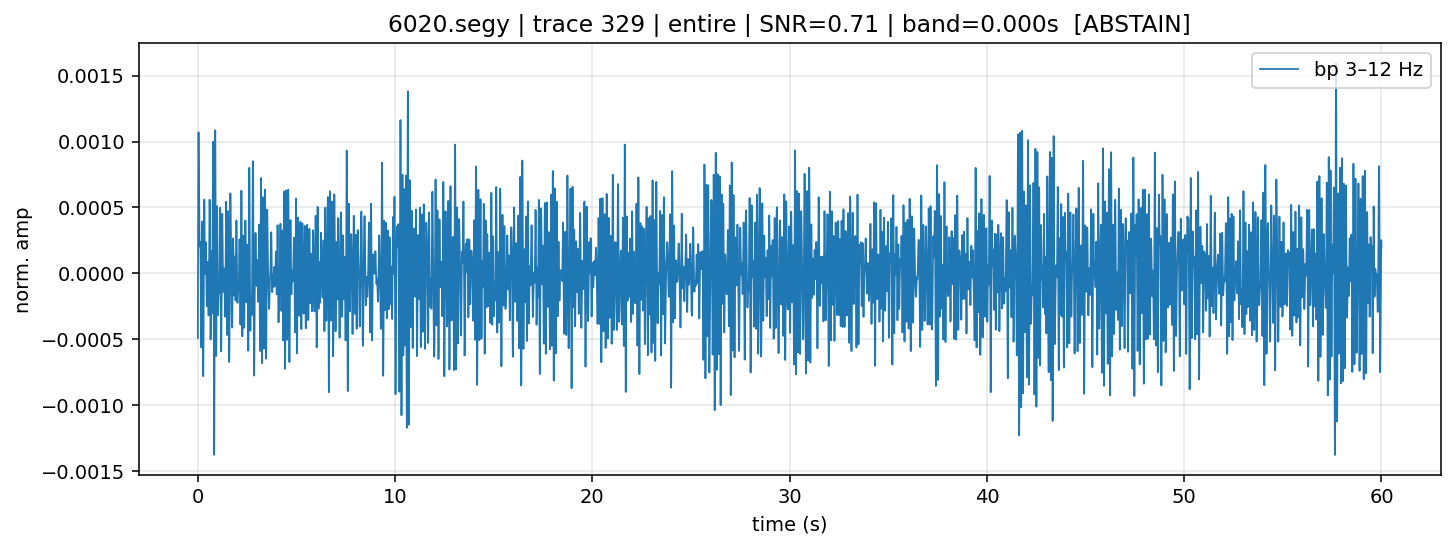 6020.segy | trace 329 | entire | SNR=0.71 | band=0.000s [ABSTAIN]
bp 3–12 Hz
norm. amp
0.0015
0.0010
0.0005
0.0000
−0.0005
−0.0010
−0.0015
0 10 20 30 40 50 60
time (s)